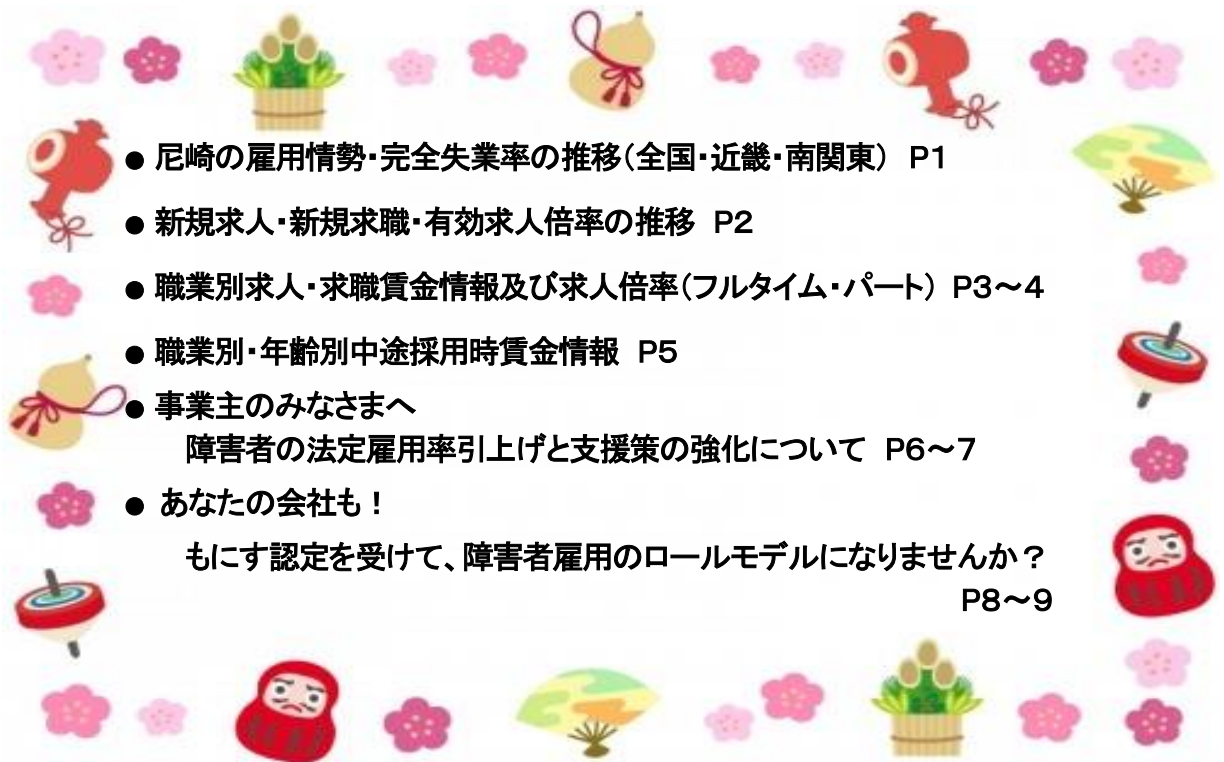 ● 尼崎の雇用情勢・完全失業率の推移(全国・近畿・南関東) P1
● 新規求人・新規求職・有効求人倍率の推移 P2
● 職業別求人・求職賃金情報及び求人倍率(フルタイム・パート) P3~4
● 職業別・年齢別中途採用時賃金情報 P5
● 事業主のみなさまへ
障害者の法定雇用率引上げと支援策の強化について P6~7
● あなたの会社も!
もにす認定を受けて、障害者雇用のロールモデルになりませんか?
P8~9